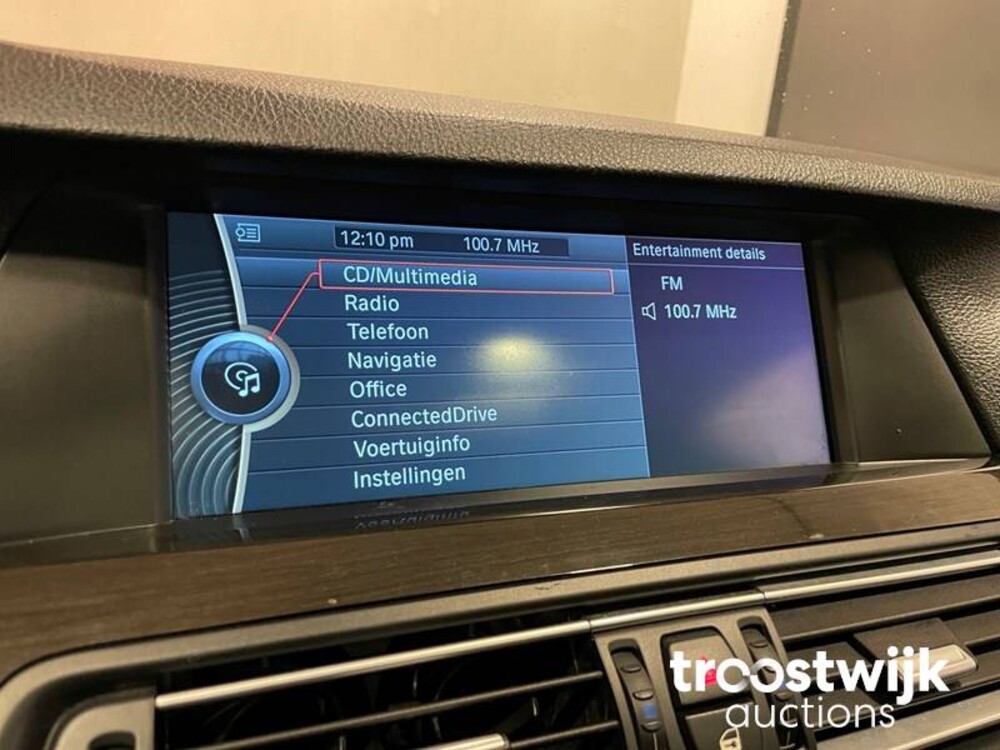 12:10 pm 100.7 MHz
CD/Multimedia
Radio
Telefoon
Navigatie
Office
ConnectedDrive
Voertuiginfo
Instellingen
Entertainment details
FM
100.7 MHz
troostwijk
auctions